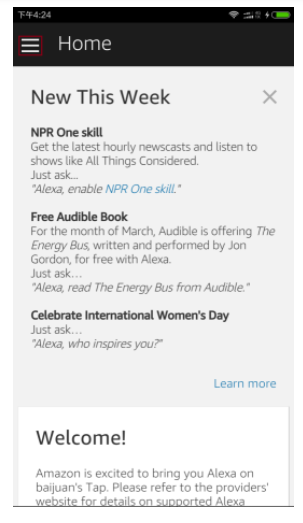 下午4:24
Home
New This Week
NPR One skill
Get the latest hourly newscasts and listen to
shows like All Things Considered.
Just ask...
"Alexa, enable NPR One skill."
Free Audible Book
For the month of March, Audible is offering The
Energy Bus, written and performed by Jon
Gordon, for free with Alexa.
Just ask…
"Alexa, read The Energy Bus from Audible."
Celebrate International Women's Day
Just ask…
"Alexa, who inspires you?"
Learn more
Welcome!
Amazon is excited to bring you Alexa on
baijuan's Tap. Please refer to the providers'
website for details on supported Alexa